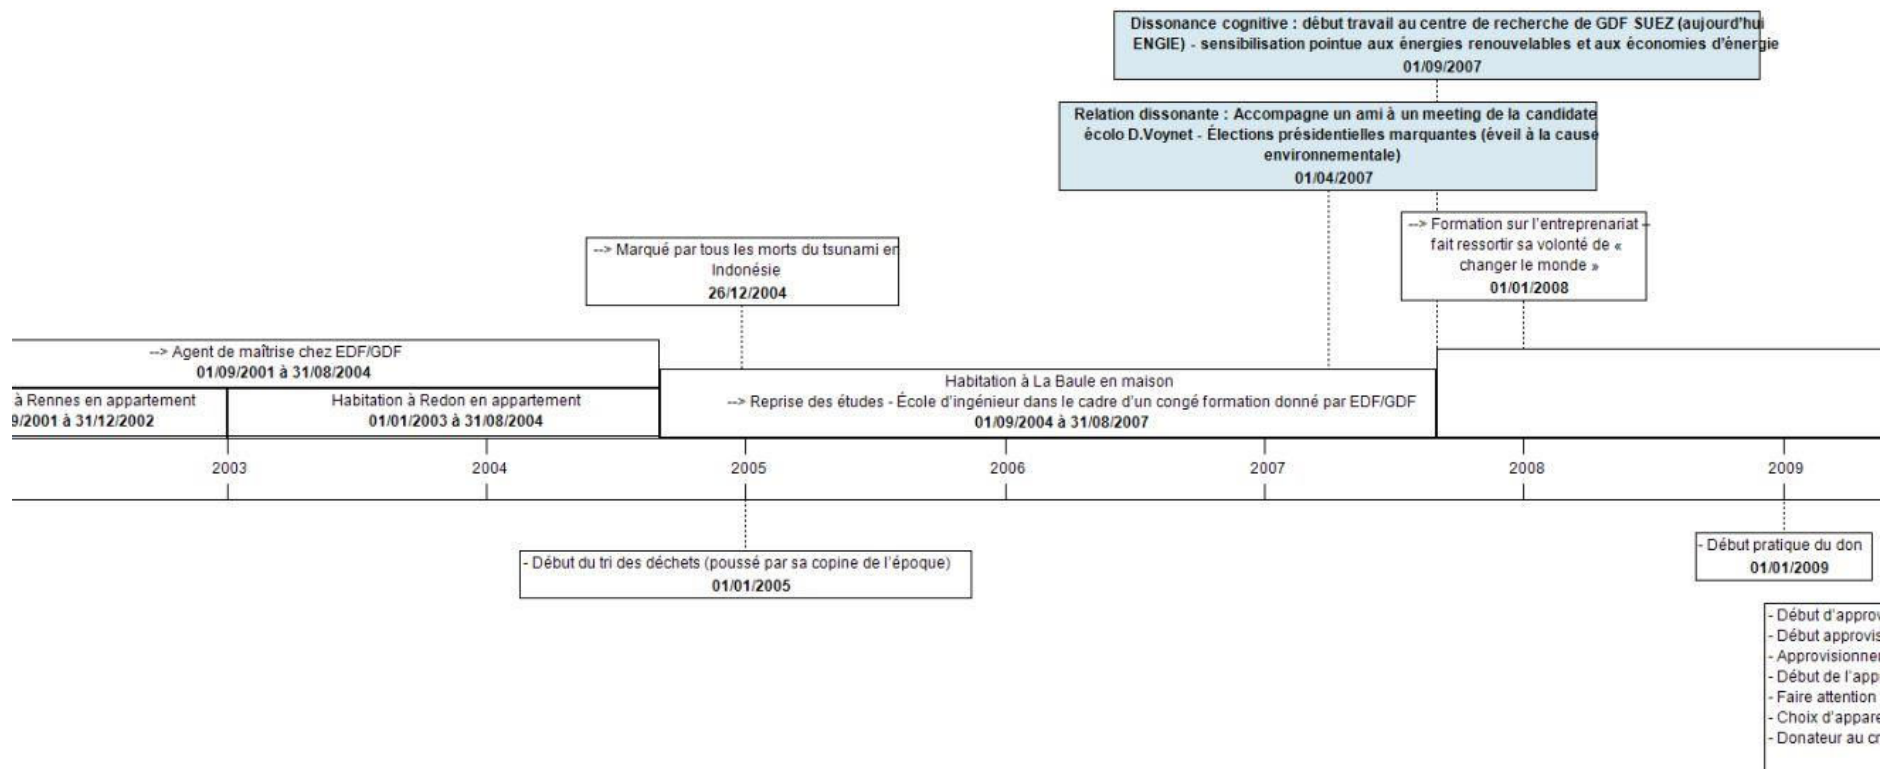 Dissonance cognitive : début travail au centre de recherche de GDF SUEZ (aujourd'hui
ENGIE) - sensibilisation pointue aux énergies renouvelables et aux économies d'énergie
01/09/2007
Relation dissonante : Accompagne un ami à un meeting de la candidate
écolo D.Voynet - Élections présidentielles marquantes (éveil à la cause
environnementale)
01/04/2007
--> Formation sur l'entreprenariat –
fait ressortir sa volonté de «
changer le monde »
01/01/2008
--> Marqué par tous les morts du tsunami en
Indonésie
26/12/2004
--> Agent de maîtrise chez EDF/GDF
01/09/2001 à 31/08/2004
à Rennes en appartement
9/2001 à 31/12/2002
Habitation à Redon en appartement
01/01/2003 à 31/08/2004
Habitation à La Baule en maison
--> Reprise des études - École d'ingénieur dans le cadre d'un congé formation donné par EDF/GDF
01/09/2004 à 31/08/2007
2003 2004 2005 2006 2007 2008 2009
- Début du tri des déchets (poussé par sa copine de l'époque)
01/01/2005
- Début pratique du don
01/01/2009
- Début d'approv
- Début approvis
- Approvisionner
- Début de l'app
- Faire attention
- Choix d'appare
- Donateur au cr